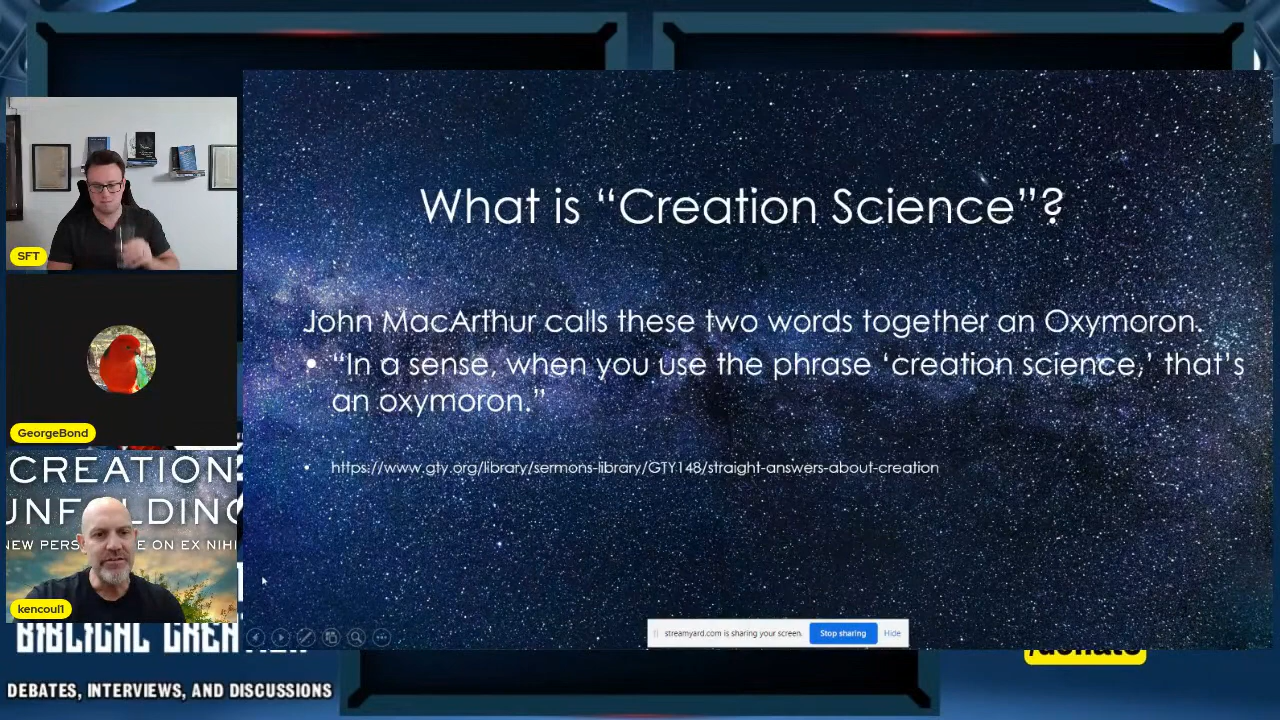 SFT
GeorgeBond
CREATION
UNFOLDING
NEW PERS E ON EX NIHI
kencoul1
BIBLICAL CREATION
DEBATES, INTERVIEWS, AND DISCUSSIONS
What is “Creation Science”?
John MacArthur calls these two words together an Oxymoron.
• “In a sense, when you use the phrase ‘creation science,’ that’s
an oxymoron.”
• https://www.gty.org/library/sermons-library/GTY148/straight-answers-about-creation
streamyard.com is sharing your screen.
Stop sharing
Hide
/donate